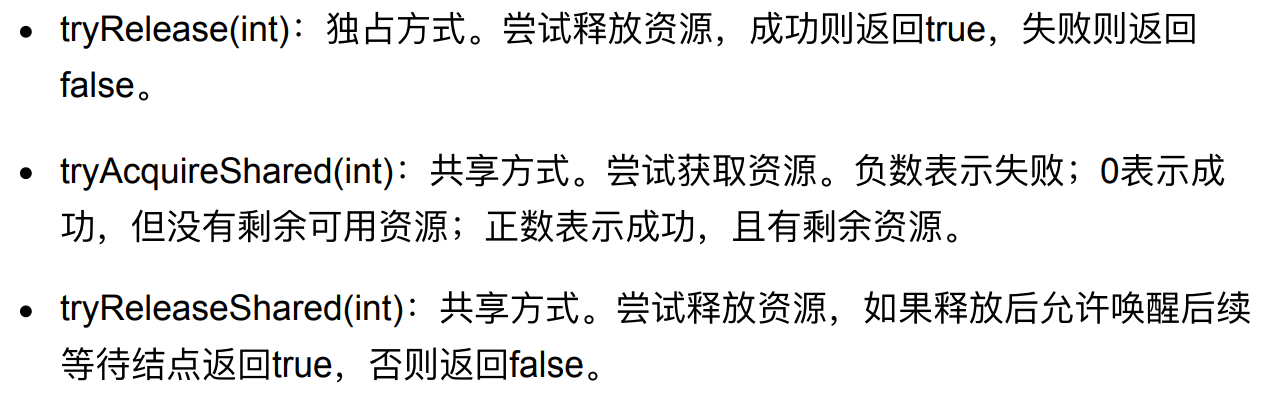 • tryRelease(int)：独占方式。尝试释放资源，成功则返回true，失败则返回
false。
• tryAcquireShared(int)：共享方式。尝试获取资源。负数表示失败；0表示成
功，但没有剩余可用资源；正数表示成功，且有剩余资源。
• tryReleaseShared(int)：共享方式。尝试释放资源，如果释放后允许唤醒后续
等待结点返回true，否则返回false。